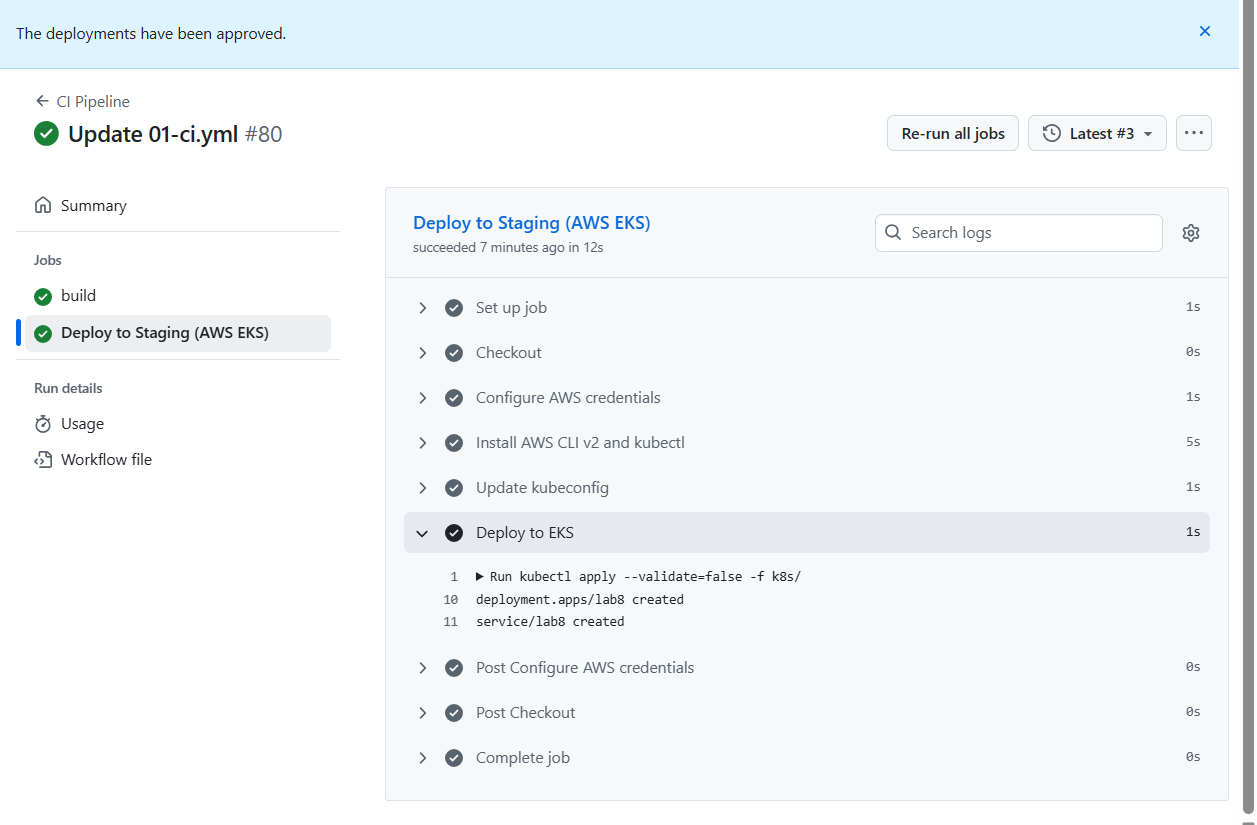 The deployments have been approved.
CI Pipeline
Update 01-ci.yml #80
Re-run all jobs
Latest #3
Summary
Jobs
build
Deploy to Staging (AWS EKS)
Run details
Usage
Workflow file
Deploy to Staging (AWS EKS)
succeeded 7 minutes ago in 12s
Search logs
Set up job 1s
Checkout 0s
Configure AWS credentials 1s
Install AWS CLI v2 and kubectl 5s
Update kubeconfig 1s
Deploy to EKS 1s
1 Run kubectl apply --validate=false -f k8s/
10 deployment.apps/lab8 created
11 service/lab8 created
Post Configure AWS credentials 0s
Post Checkout 0s
Complete job 0s